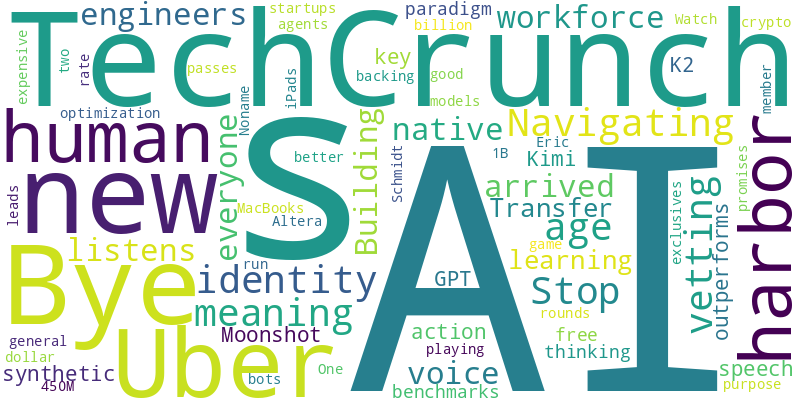 TechCrunch
engineers
startups
agents
paradigm
billion
workforce
Watch
crypto
expensive
two
rate
passes
key
backing
good
K2
member
iPads
Noname
models
optimization
human
new
everyone
S
better
Building
native
Navigating
Eric
1B
Kimi
Schmidt
arrived
Transfer
age
promises
harbor
leads
MacBooks
Altera
exclusives
vetting
outperforms
listens
Bye
run
identity
AI
GPT
game
learning
meaning
Stop
Uber
Moonshot
rounds
action
free
general
playing
thinking
dollar
synthetic
450M
bots
One
voice
benchmarks
speech
purpose